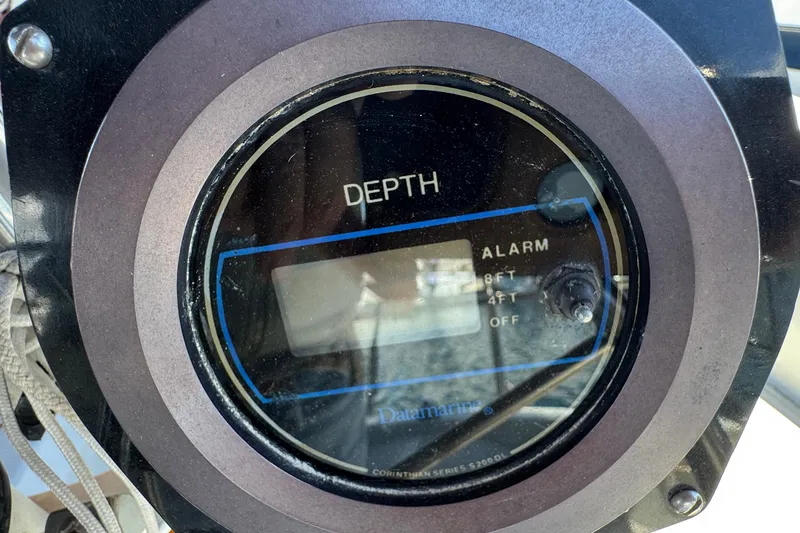 DEPTH
ALARM
8FT
4FT
OFF
Datamarine®
CORINTHIAN SERIES S200DL